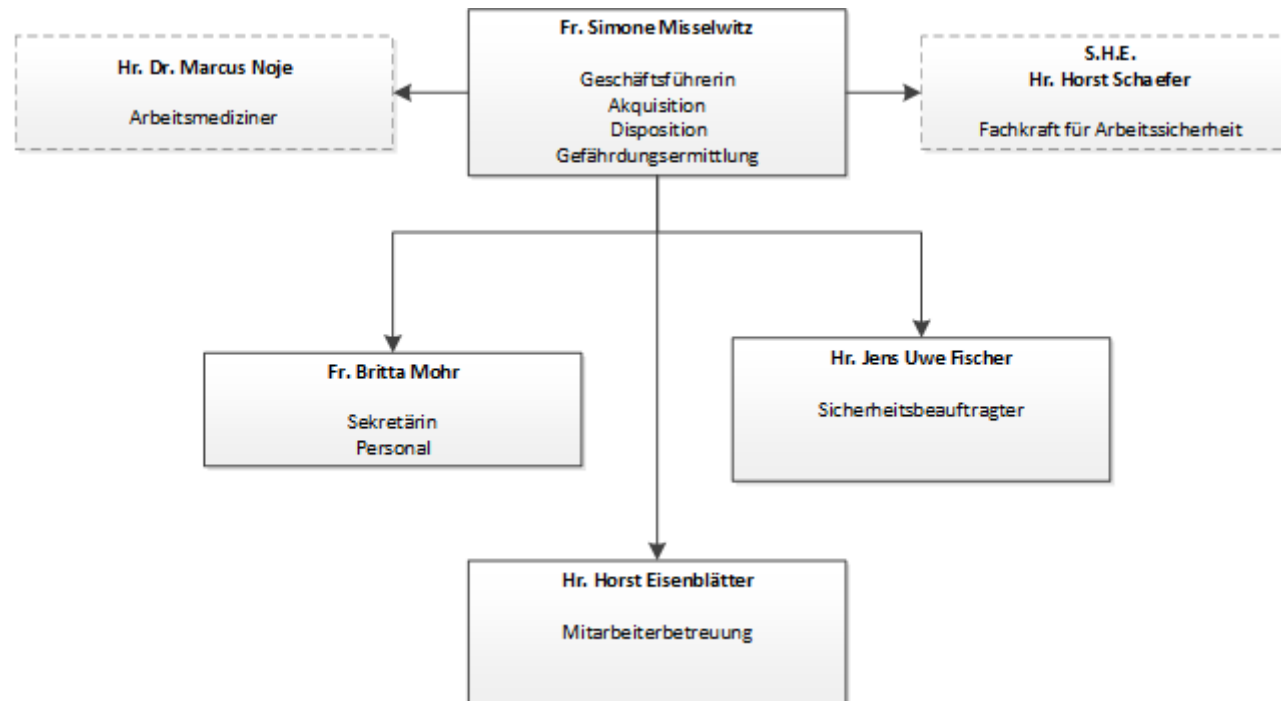 Fr. Simone Misselwitz
Geschäftsführerin
Akquisition
Disposition
Gefährdungsermittlung
Hr. Dr. Marcus Noje
Arbeitsmediziner
S.H.E.
Hr. Horst Schaefer
Fachkraft für Arbeitssicherheit
Fr. Britta Mohr
Sekretärin
Personal
Hr. Jens Uwe Fischer
Sicherheitsbeauftragter
Hr. Horst Eisenblätter
Mitarbeiterbetreuung